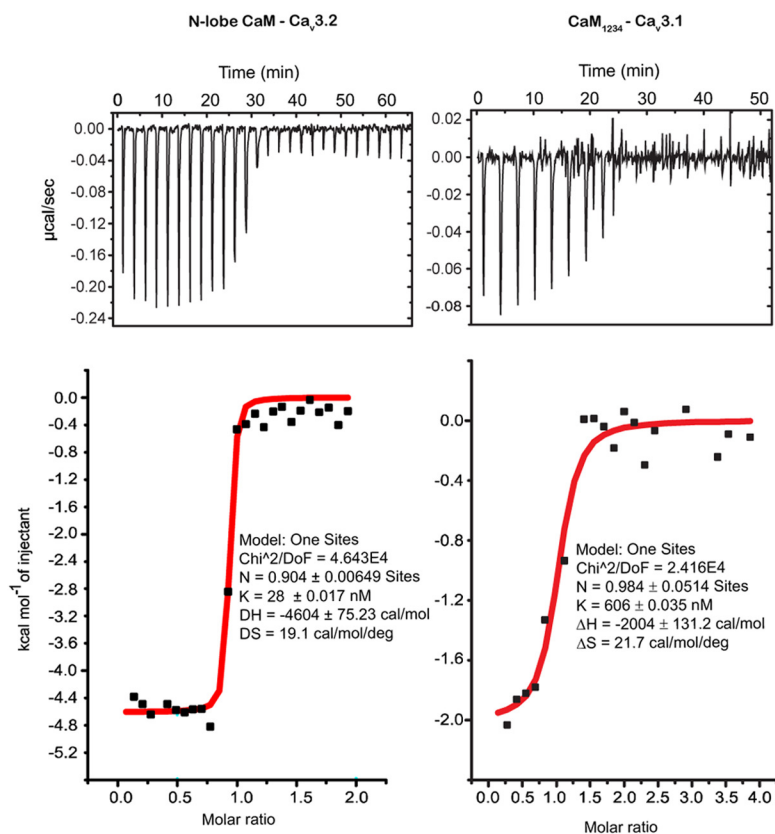 N-lobe CaM - Cav3.2
CaM1234 - Cav3.1
Time (min)
0 10 20 30 40 50 60
0.00
-0.04
-0.08
-0.12
-0.16
-0.20
-0.24
µcal/sec
Time (min)
0 10 20 30 40 50
0.02
0.00
-0.02
-0.04
-0.06
-0.08
0.0
-0.4
-0.8
-1.2
-1.6
-2.0
-2.4
-2.8
-3.2
-3.6
-4.0
-4.4
-4.8
-5.2
kcal mol-1 of injectant
Model: One Sites
Chi^2/DoF = 4.643E4
N = 0.904 ± 0.00649 Sites
K = 28 ± 0.017 nM
DH = -4604 ± 75.23 cal/mol
DS = 19.1 cal/mol/deg
0.0 0.5 1.0 1.5 2.0
Molar ratio
0.0
-0.4
-0.8
-1.2
-1.6
-2.0
Model: One Sites
Chi^2/DoF = 2.416E4
N = 0.984 ± 0.0514 Sites
K = 606 ± 0.035 nM
ΔH = -2004 ± 131.2 cal/mol
ΔS = 21.7 cal/mol/deg
0.0 0.5 1.0 1.5 2.0 2.5 3.0 3.5 4.0
Molar ratio